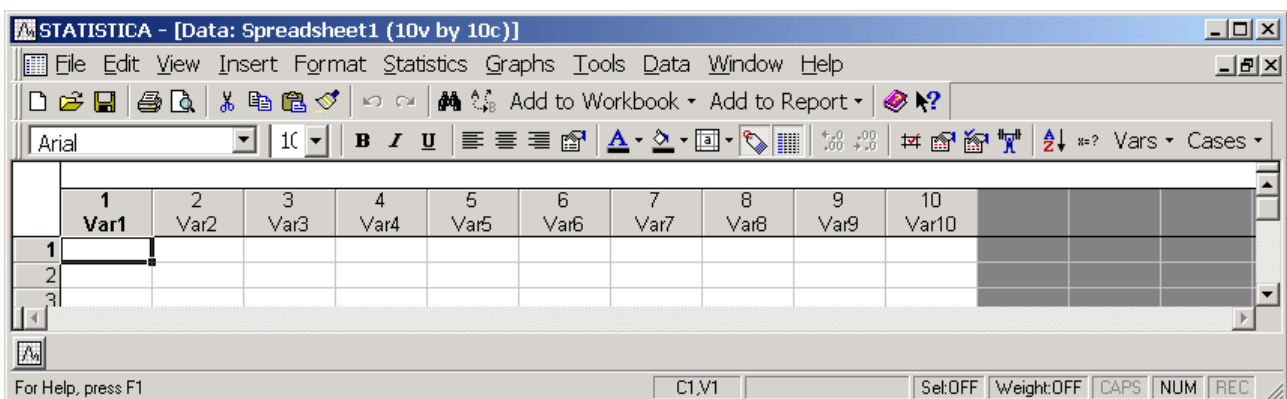 STATISTICA - [Data: Spreadsheet1 (10v by 10c)]
File Edit View Insert Format Statistics Graphs Tools Data Window Help
Add to Workbook Add to Report
Arial 10 B I U A a x=? Vars Cases
1 2 3 4 5 6 7 8 9 10
Var1 Var2 Var3 Var4 Var5 Var6 Var7 Var8 Var9 Var10
1
2
3
For Help, press F1 C1,V1 Sel:OFF Weight:OFF CAPS NUM REC